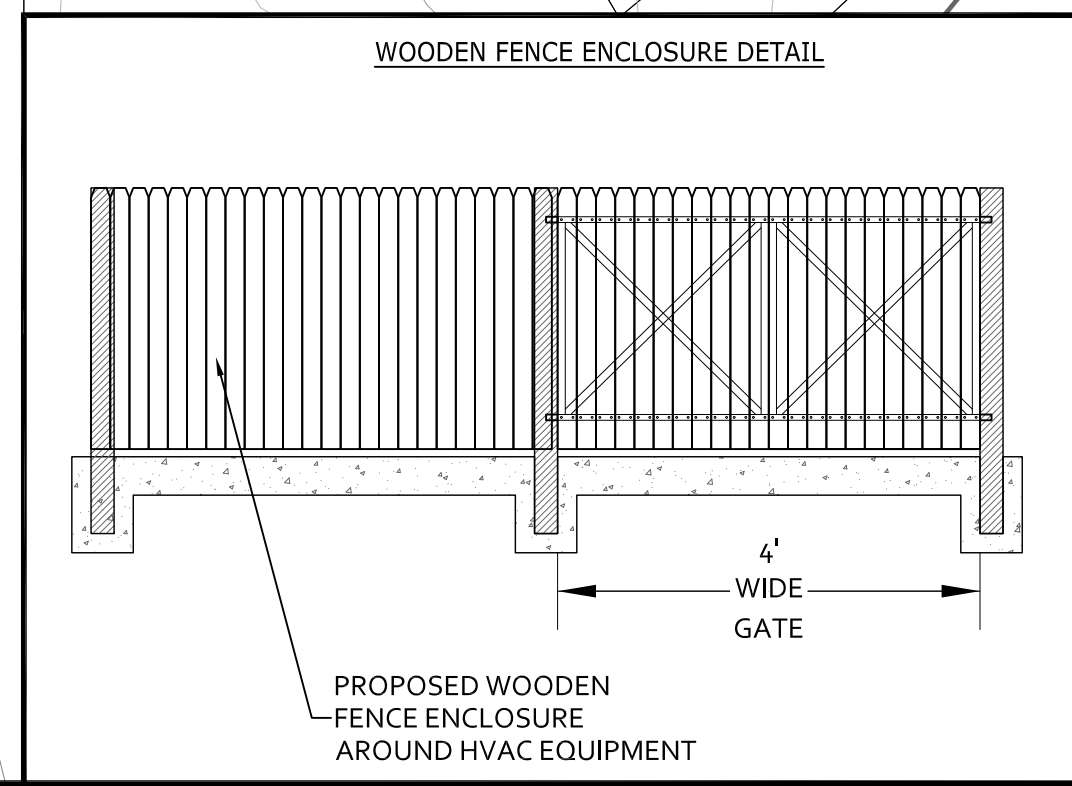 WOODEN FENCE ENCLOSURE DETAIL
4'
WIDE
GATE
PROPOSED WOODEN
FENCE ENCLOSURE
AROUND HVAC EQUIPMENT